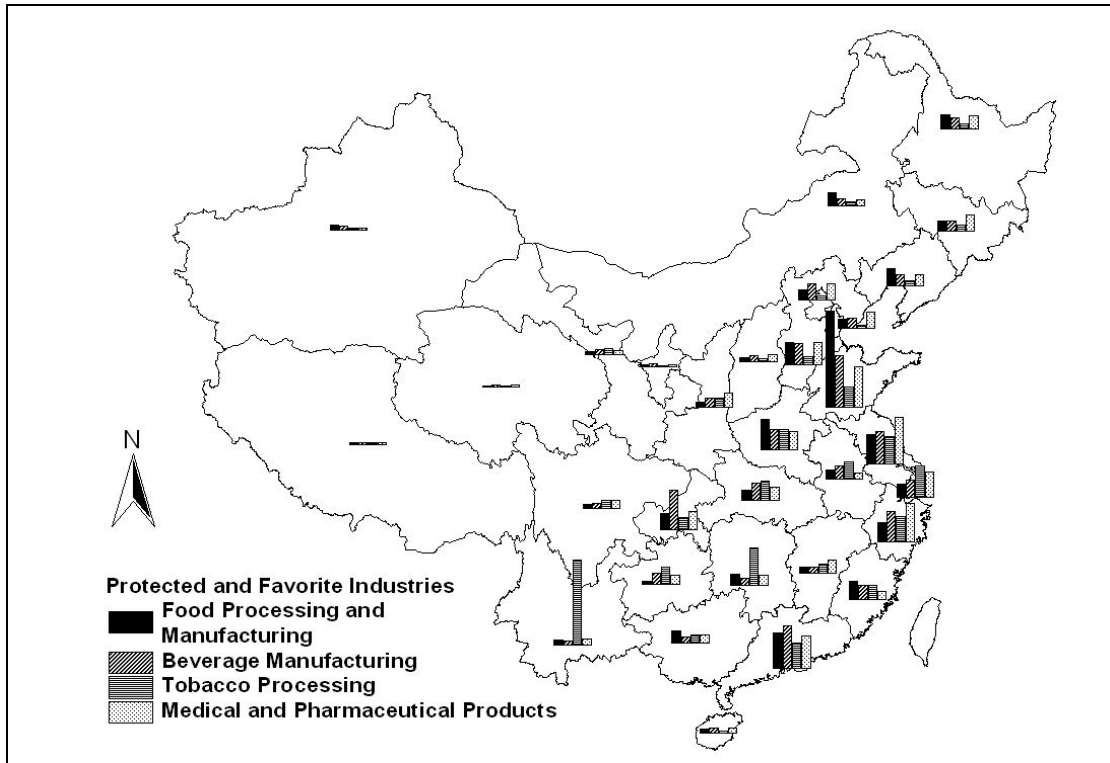 N
Protected and Favorite Industries
Food Processing and
Manufacturing
Beverage Manufacturing
Tobacco Processing
Medical and Pharmaceutical Products